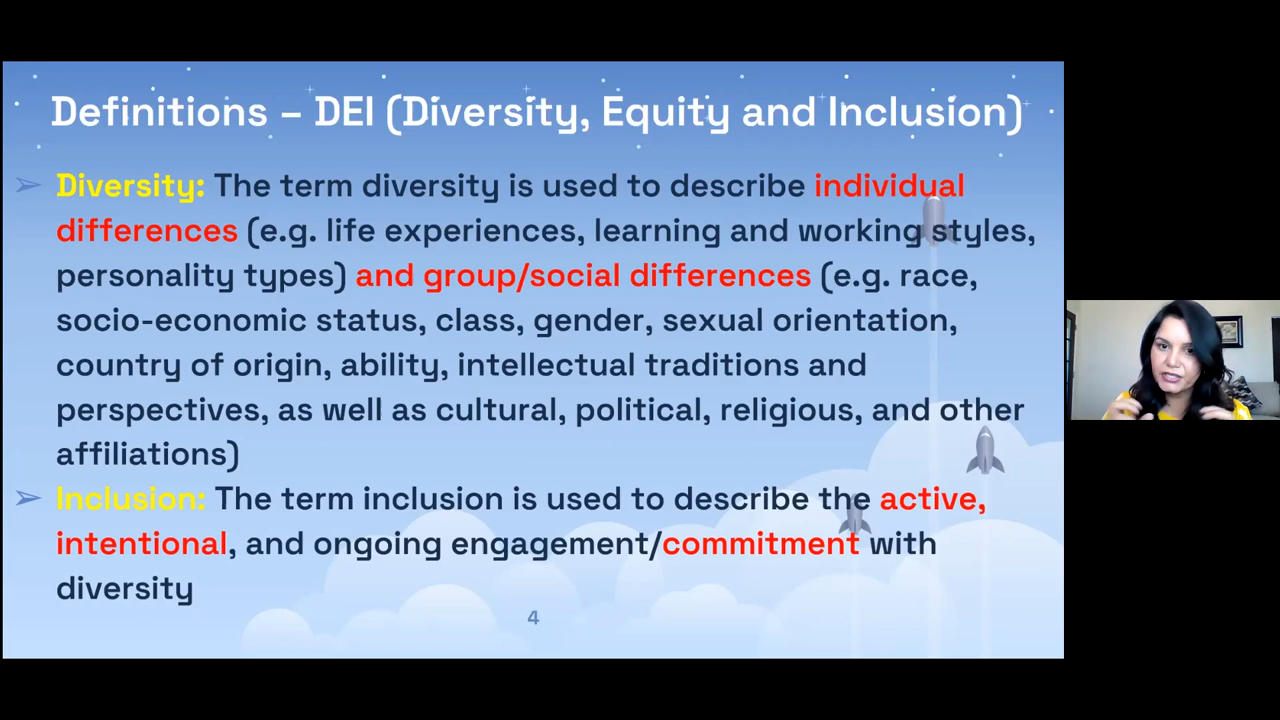 Definitions – DEI (Diversity, Equity and Inclusion)
➢ Diversity: The term diversity is used to describe individual
differences (e.g. life experiences, learning and working styles,
personality types) and group/social differences (e.g. race,
socio-economic status, class, gender, sexual orientation,
country of origin, ability, intellectual traditions and
perspectives, as well as cultural, political, religious, and other
affiliations)
➢ Inclusion: The term inclusion is used to describe the active,
intentional, and ongoing engagement/commitment with
diversity
4